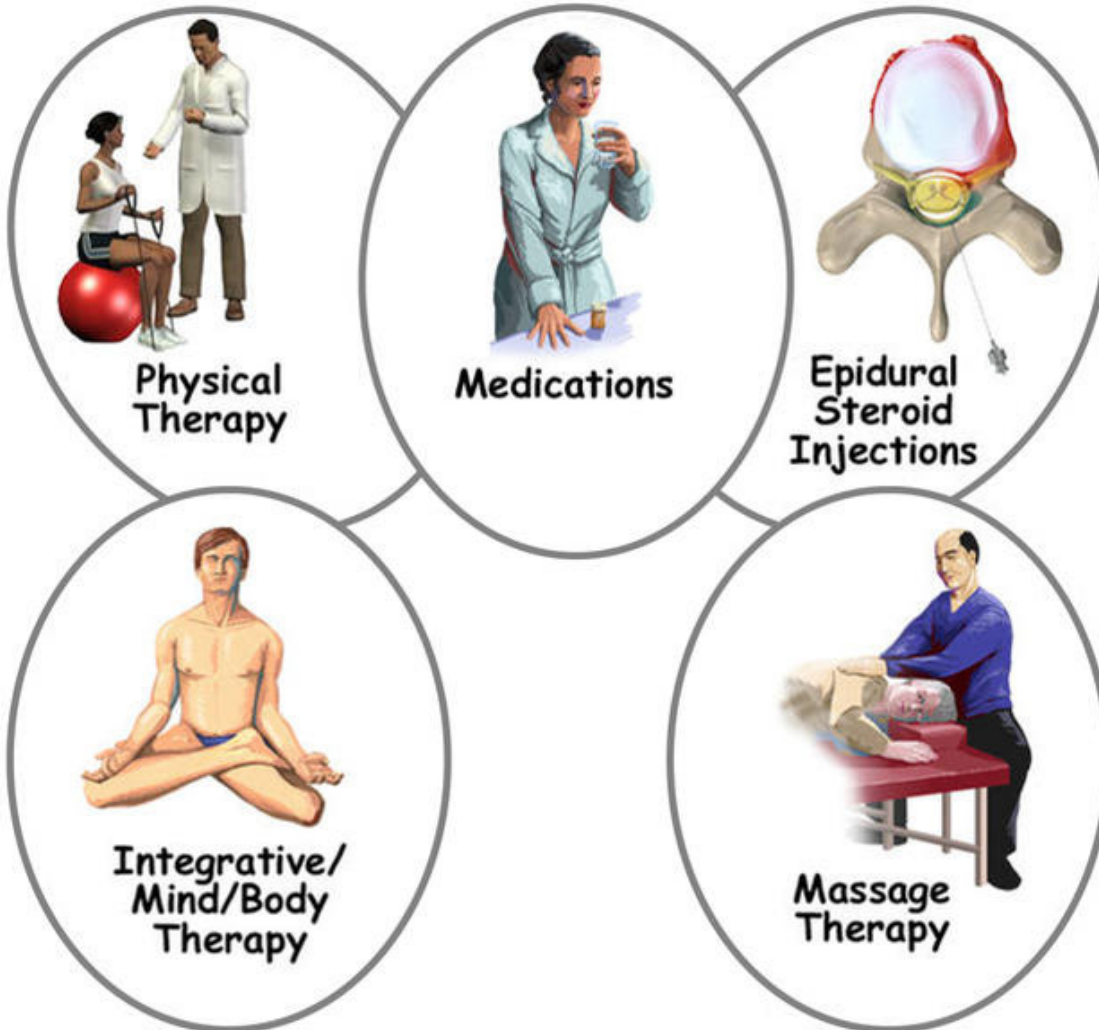 Physical
Therapy
Medications
Epidural
Steroid
Injections
Integrative/
Mind/Body
Therapy
Massage
Therapy